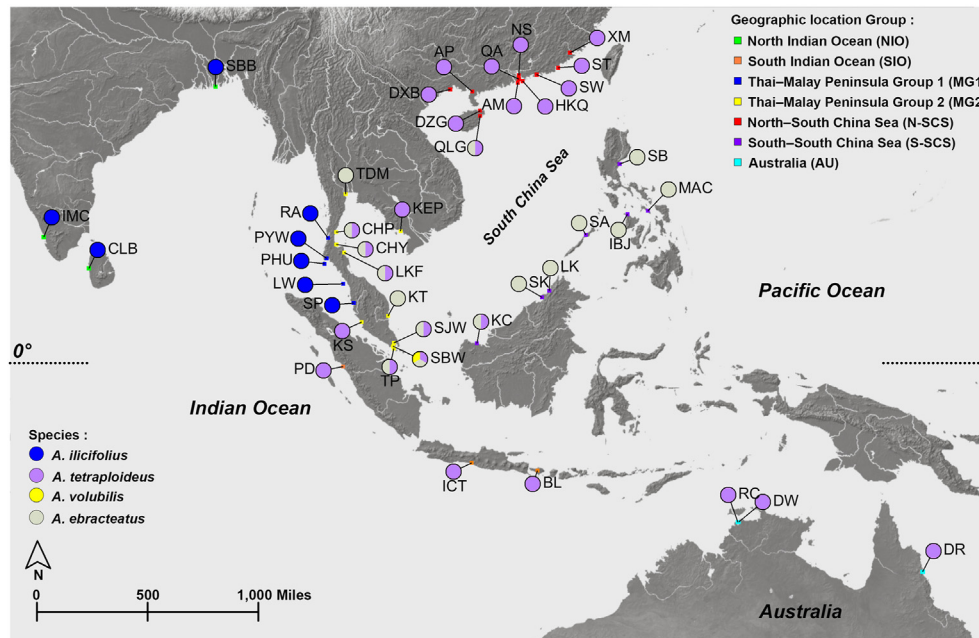 Geographic location Group :
North Indian Ocean (NIO)
South Indian Ocean (SIO)
Thai–Malay Peninsula Group 1 (MG1
Thai–Malay Peninsula Group 2 (MG2
North–South China Sea (N-SCS)
South–South China Sea (S-SCS)
Australia (AU)
NS
XM
AP
QA
ST
SBB
DXB
SW
AM
HKQ
DZG
QLG
South China Sea
SB
TDM
MAC
RA
KEP
IMC
CHP
SA
PYW
IBJ
CLB
CHY
PHU
LKF
LK
LW
SK
Pacific Ocean
KT
SP
KC
SJW
KS
0°
SBW
PD
TP
Indian Ocean
Species :
A. ilicifolius
A. tetraploideus
A. volubilis
A. ebracteatus
ICT
BL
RC
DW
DR
N
0 500 1,000 Miles
Australia